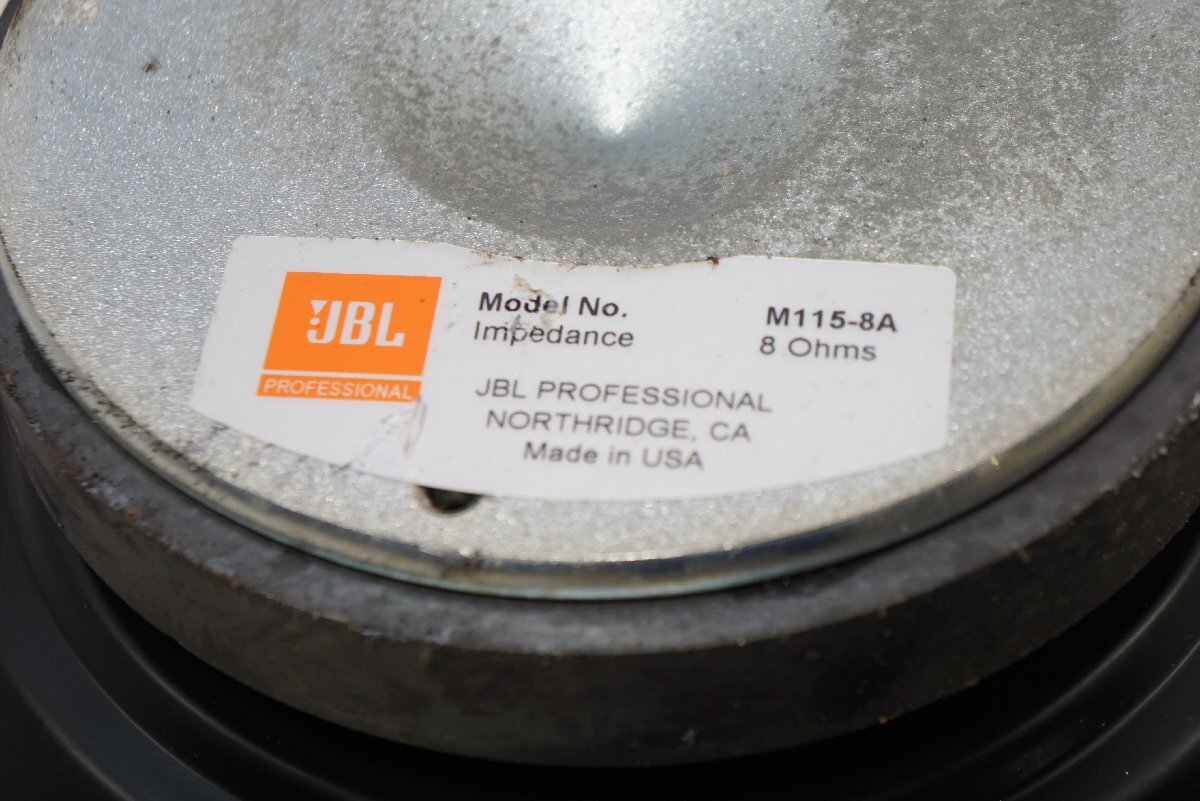 JBL
PROFESSIONAL
Model No. M115-8A
Impedance 8 Ohms
JBL PROFESSIONAL
NORTHRIDGE, CA
Made in USA